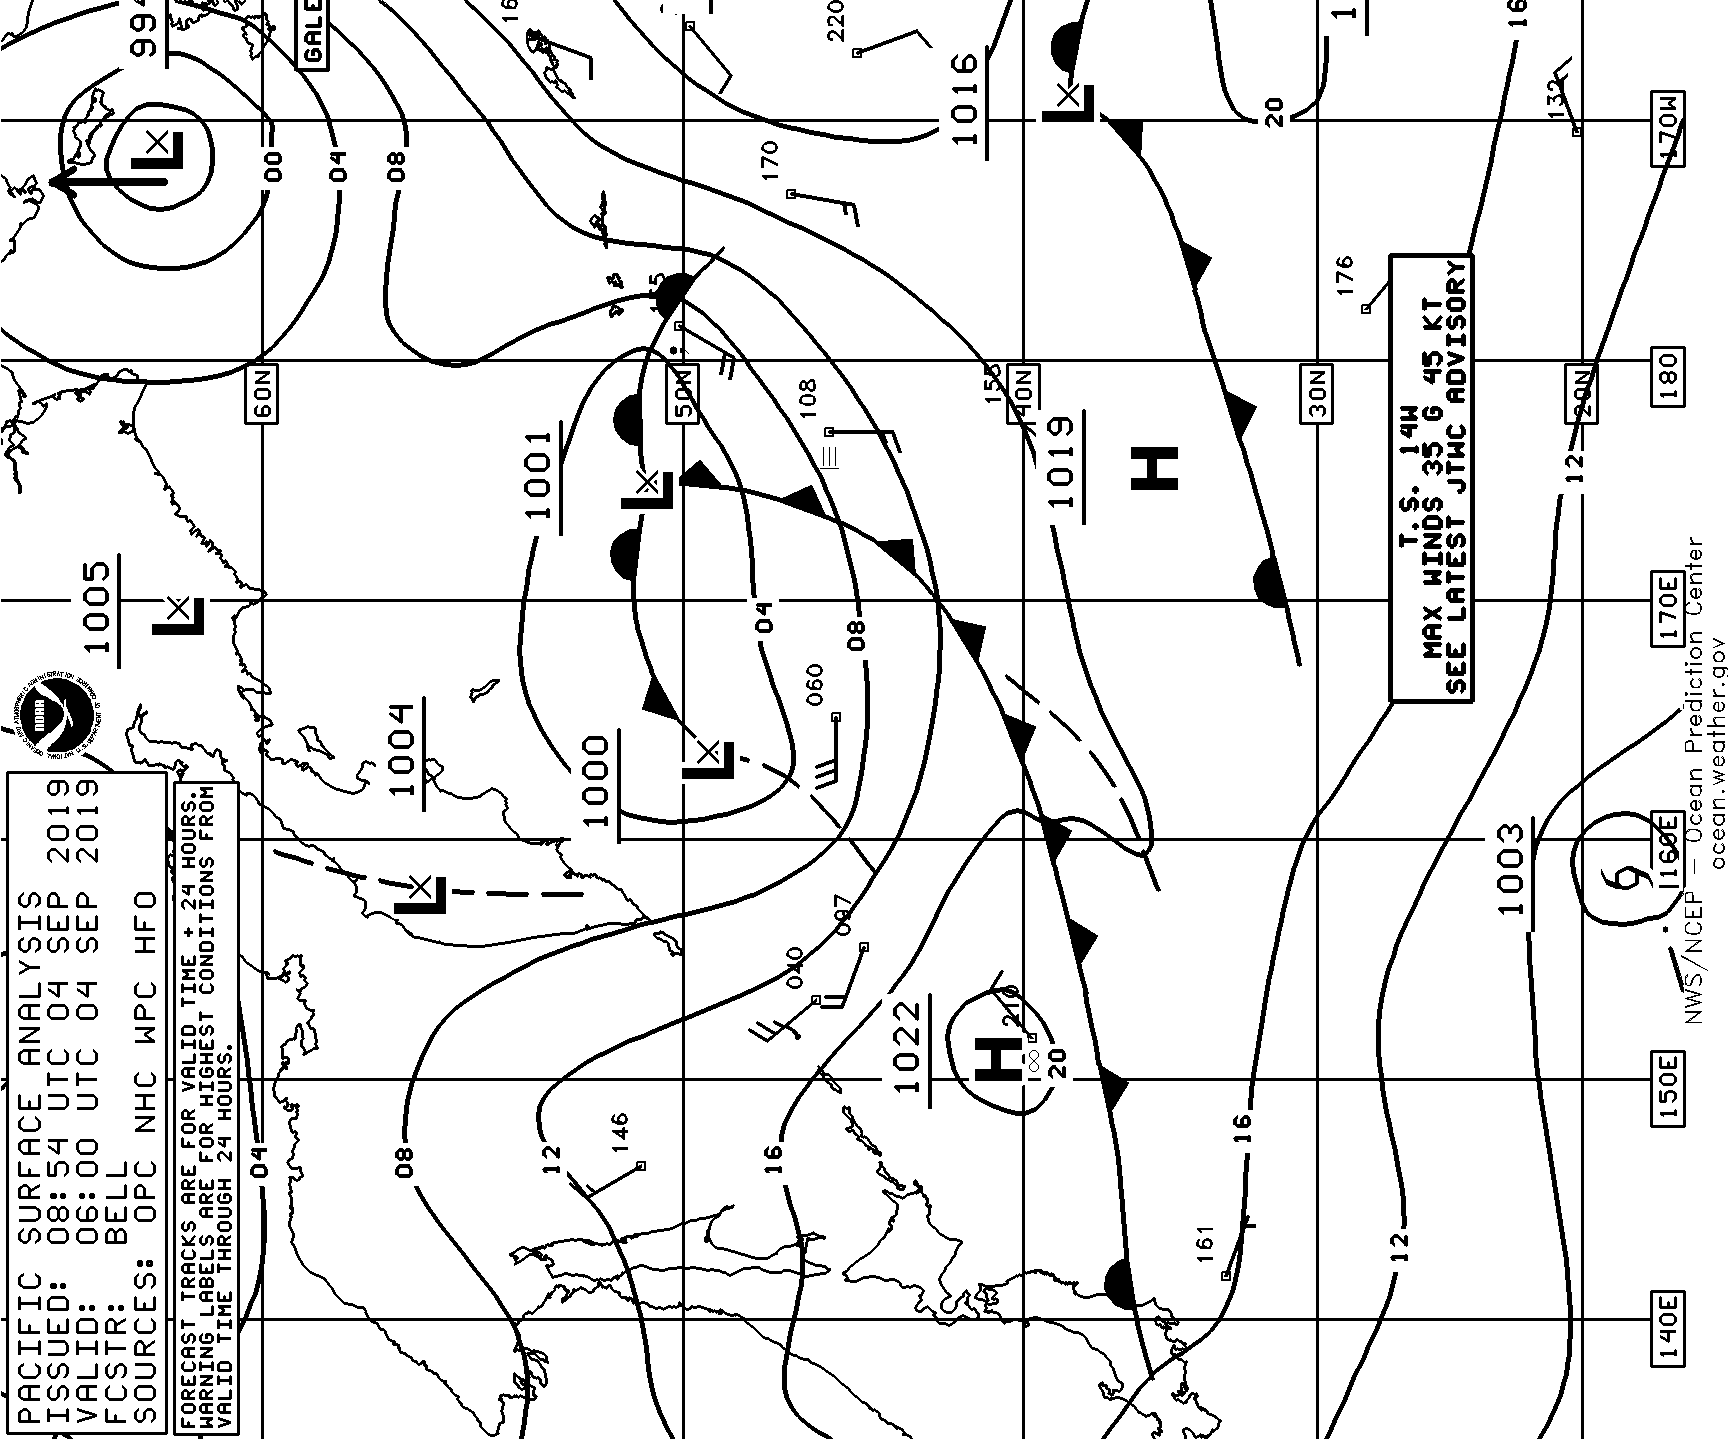 PACIFIC SURFACE ANALYSIS
ISSUED: 08:54 UTC 04 SEP 2019
VALID: 06:00 UTC 04 SEP 2019
FCSTR: BELL
SOURCES: OPC NHC WPC HFO
FORECAST TRACKS ARE FOR VALID TIME + 24 HOURS.
WARNING LABELS ARE FOR HIGHEST CONDITIONS FROM
VALID TIME THROUGH 24 HOURS.
NOAA
1005
L
994
L
GALE
60N
00
04
08
04
08
12
16
1004
L
1001
L
1000
L
50N
04
08
146
040
097
060
108
170
220
1016
L
155
40N
1019
H
1022
H
210
20
20
30N
176
16
161
16
12
T.S. 14W
MAX WINDS 35 G 45 KT
SEE LATEST JTWC ADVISORY
20N
12
132
1003
140E
150E
160E
170E
180
170W
NWS/NCEP – Ocean Prediction Center
ocean.weather.gov